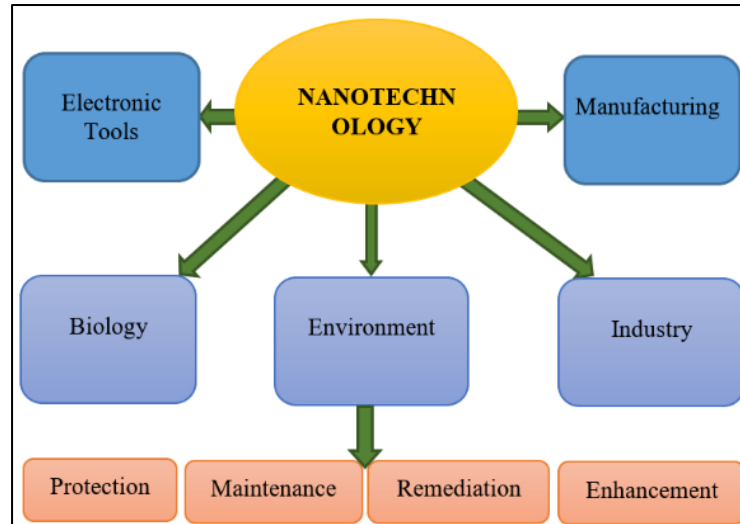 NANOTECHN
OLOGY
Electronic
Tools
Manufacturing
Biology
Environment
Industry
Protection
Maintenance
Remediation
Enhancement